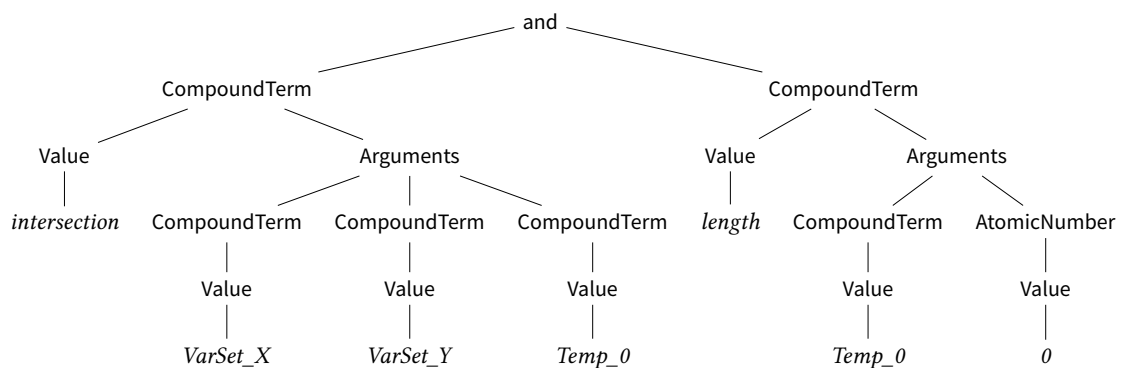 and
CompoundTerm CompoundTerm
Value Arguments Value Arguments
intersection CompoundTerm CompoundTerm CompoundTerm length CompoundTerm AtomicNumber
Value Value Value Value Value
VarSet_X VarSet_Y Temp_0 Temp_0 0